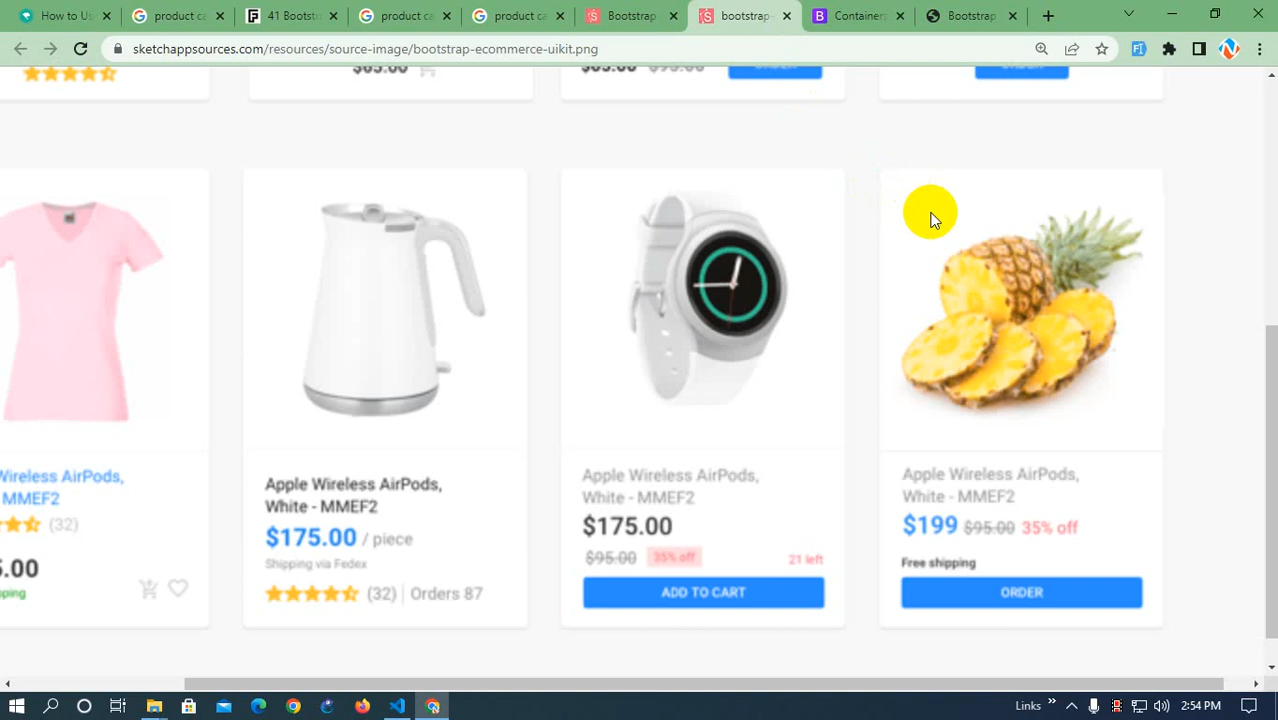 How to Us
product ca
41 Bootst
product ca
product ca
Bootstrap
bootstrap-
Container
Bootstrap
sketchappsources.com/resources/source-image/bootstrap-ecommerce-uikit.png
$65.00
$95.00
Wireless AirPods,
MMEF2
(32)
5.00
Apple Wireless AirPods,
White - MMEF2
$175.00 / piece
Shipping via Fedex
(32) Orders 87
Apple Wireless AirPods,
White - MMEF2
$175.00
$95.00 35% off 21 left
ADD TO CART
Apple Wireless AirPods,
White - MMEF2
$199 $95.00 35% off
Free shipping
ORDER
Links
2:54 PM